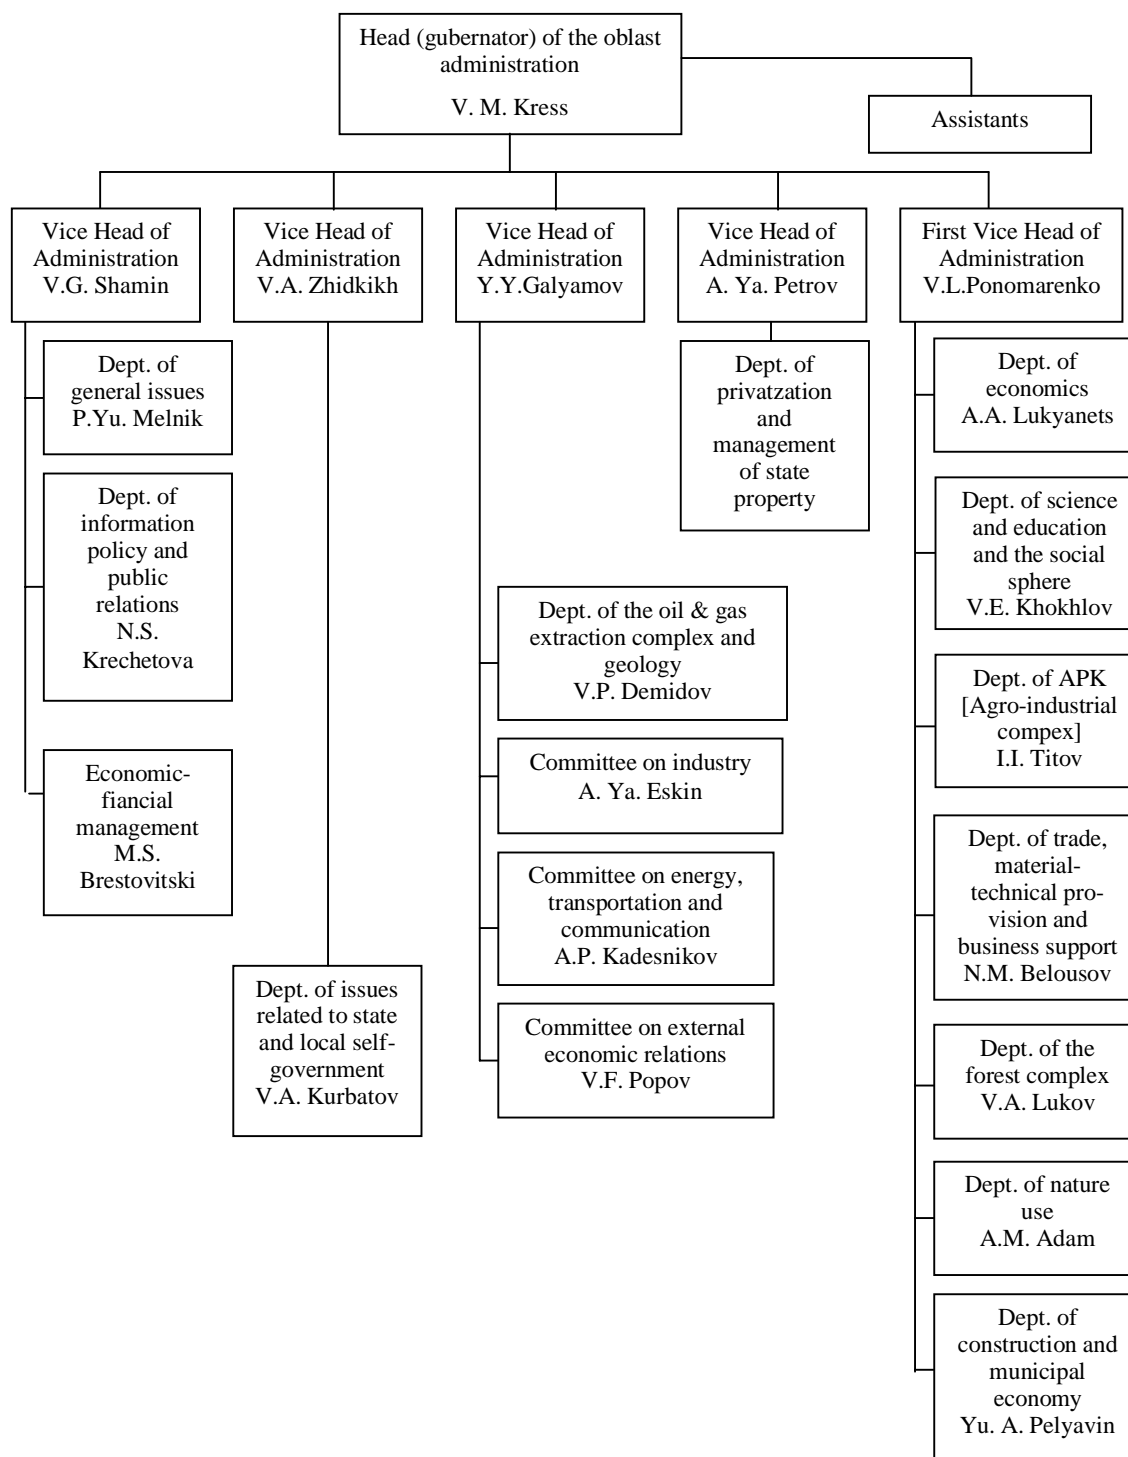 Head (gubernator) of the oblast
administration
V. M. Kress
Assistants
Vice Head of
Administration
V.G. Shamin
Vice Head of
Administration
V.A. Zhidkikh
Vice Head of
Administration
Y.Y.Galyamov
Vice Head of
Administration
A. Ya. Petrov
First Vice Head of
Administration
V.L.Ponomarenko
Dept. of
general issues
P.Yu. Melnik
Dept. of
information
policy and
public
relations
N.S.
Krechetova
Economic-
fiancial
management
M.S.
Brestovitski
Dept. of issues
related to state
and local self-
government
V.A. Kurbatov
Dept. of the oil & gas
extraction complex and
geology
V.P. Demidov
Committee on industry
A. Ya. Eskin
Committee on energy,
transportation and
communication
A.P. Kadesnikov
Committee on external
economic relations
V.F. Popov
Dept. of
privatzation
and
management
of state
property
Dept. of
economics
A.A. Lukyanets
Dept. of science
and education
and the social
sphere
V.E. Khokhlov
Dept. of APK
[Agro-industrial
compex]
I.I. Titov
Dept. of trade,
material-
technical pro-
vision and
business support
N.M. Belousov
Dept. of the
forest complex
V.A. Lukov
Dept. of nature
use
A.M. Adam
Dept. of
construction and
municipal
economy
Yu. A. Pelyavin